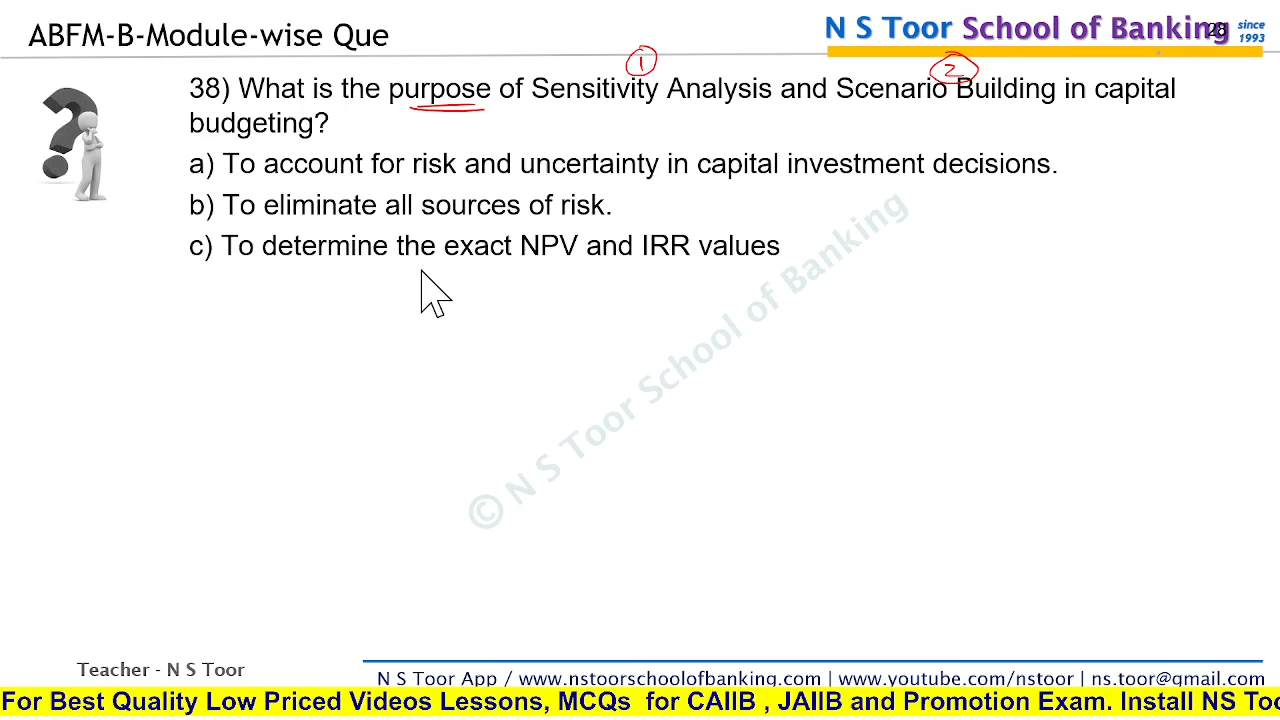 ABFM-B-Module-wise Que
N S Toor School of Banking
28
since
1993
1
2
38) What is the purpose of Sensitivity Analysis and Scenario Building in capital
budgeting?
a) To account for risk and uncertainty in capital investment decisions.
b) To eliminate all sources of risk.
c) To determine the exact NPV and IRR values
© N S Toor School of Banking
Teacher - N S Toor
N S Toor App / www.nstoorschoolofbanking.com | www.youtube.com/nstoor | ns.toor@gmail.com
For Best Quality Low Priced Videos Lessons, MCQs for CAIIB , JAIIB and Promotion Exam. Install NS Too